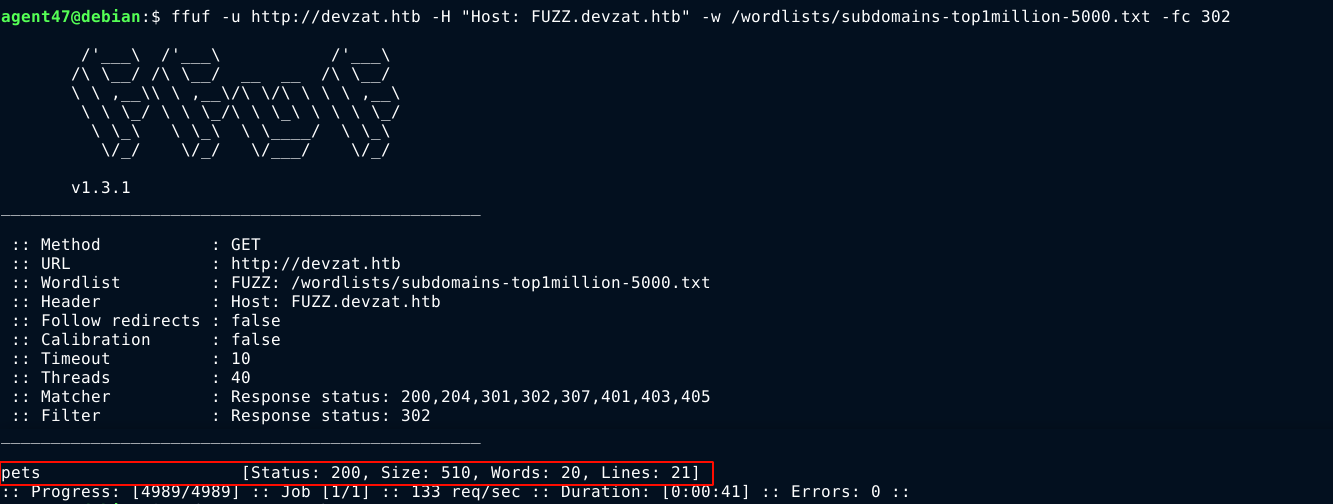 agent47@debian:$ ffuf -u http://devzat.htb -H "Host: FUZZ.devzat.htb" -w /wordlists/subdomains-top1million-5000.txt -fc 302
        /'___\  /'___\           /'___\
       /\ \__/ /\ \__/  __  __  /\ \__/
       \ \ ,__\\ \ ,__\/\ \/\ \ \ \ ,__\
        \ \ \_/ \ \ \_/\ \ \_\ \ \ \ \_/
         \ \_\   \ \_\  \ \____/  \ \_\
          \/_/    \/_/   \/___/    \/_/
       v1.3.1
________________________________________________
 :: Method           : GET
 :: URL              : http://devzat.htb
 :: Wordlist         : FUZZ: /wordlists/subdomains-top1million-5000.txt
 :: Header           : Host: FUZZ.devzat.htb
 :: Follow redirects : false
 :: Calibration      : false
 :: Timeout          : 10
 :: Threads          : 40
 :: Matcher          : Response status: 200,204,301,302,307,401,403,405
 :: Filter           : Response status: 302
________________________________________________
pets                    [Status: 200, Size: 510, Words: 20, Lines: 21]
:: Progress: [4989/4989] :: Job [1/1] :: 133 req/sec :: Duration: [0:00:41] :: Errors: 0 ::